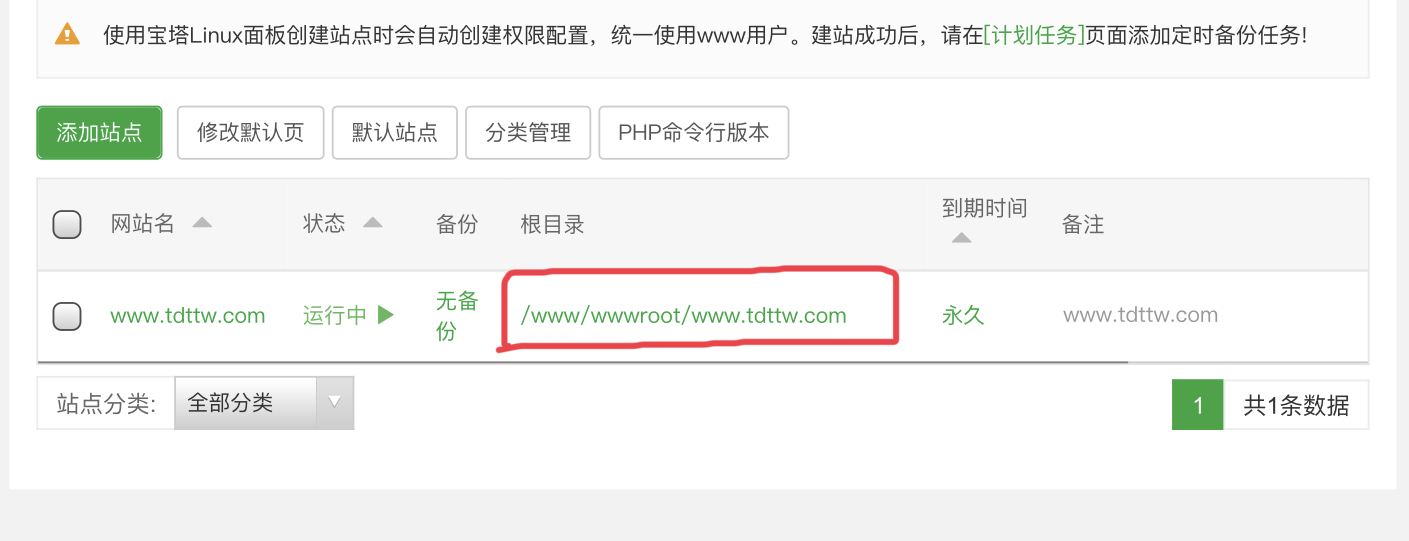 使用宝塔Linux面板创建站点时会自动创建权限配置，统一使用www用户。建站成功后，请在[计划任务]页面添加定时备份任务!
添加站点 修改默认页 默认站点 分类管理 PHP命令行版本
网站名 状态 备份 根目录 到期时间 备注
www.tdttw.com 运行中 无备份 /www/wwwroot/www.tdttw.com 永久 www.tdttw.com
站点分类: 全部分类 1 共1条数据